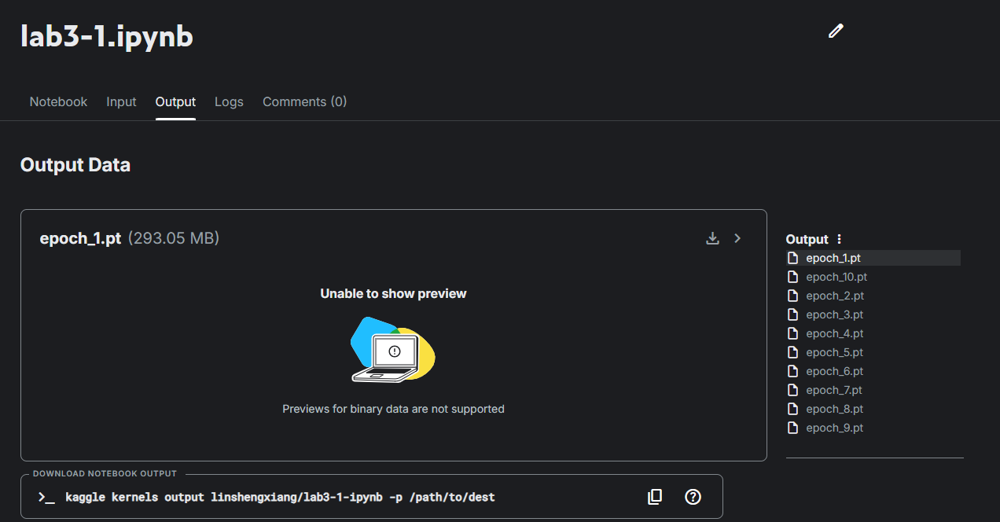 lab3-1.ipynb
Notebook Input Output Logs Comments (0)
Output Data
epoch_1.pt (293.05 MB)
Unable to show preview
Previews for binary data are not supported
Output
epoch_1.pt
epoch_10.pt
epoch_2.pt
epoch_3.pt
epoch_4.pt
epoch_5.pt
epoch_6.pt
epoch_7.pt
epoch_8.pt
epoch_9.pt
DOWNLOAD NOTEBOOK OUTPUT
>_ kaggle kernels output linshengxiang/lab3-1-ipynb -p /path/to/dest